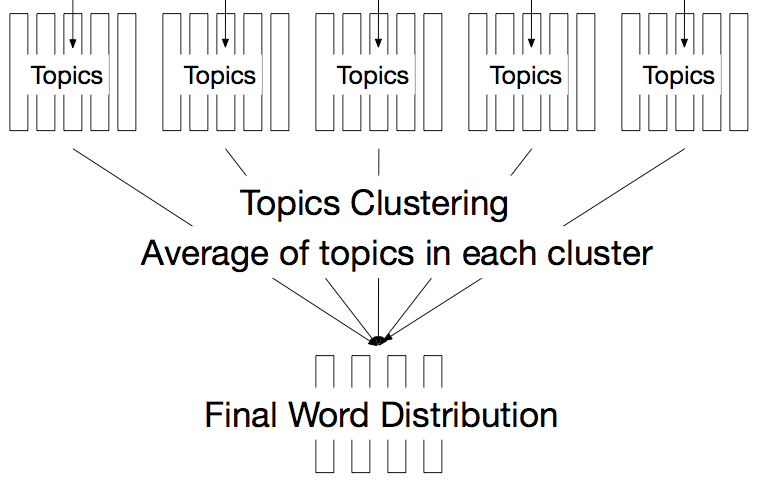 Topics Topics Topics Topics Topics
Topics Clustering
Average of topics in each cluster
Final Word Distribution